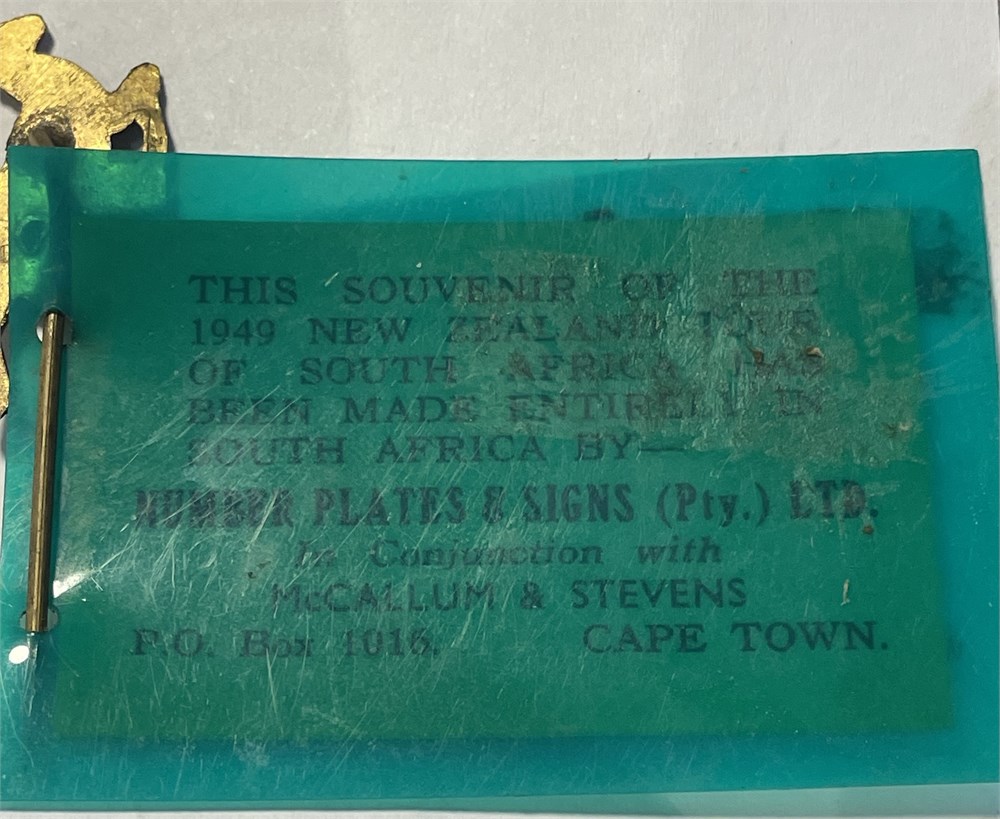 THIS SOUVENIR OF THE
1949 NEW ZEALAND TOUR
OF SOUTH AFRICA HAS
BEEN MADE ENTIRELY IN
SOUTH AFRICA BY—
NUMBER PLATES & SIGNS (Pty.) LTD.
In Conjunction with
McCALLUM & STEVENS
P.O. Box 1016. CAPE TOWN.